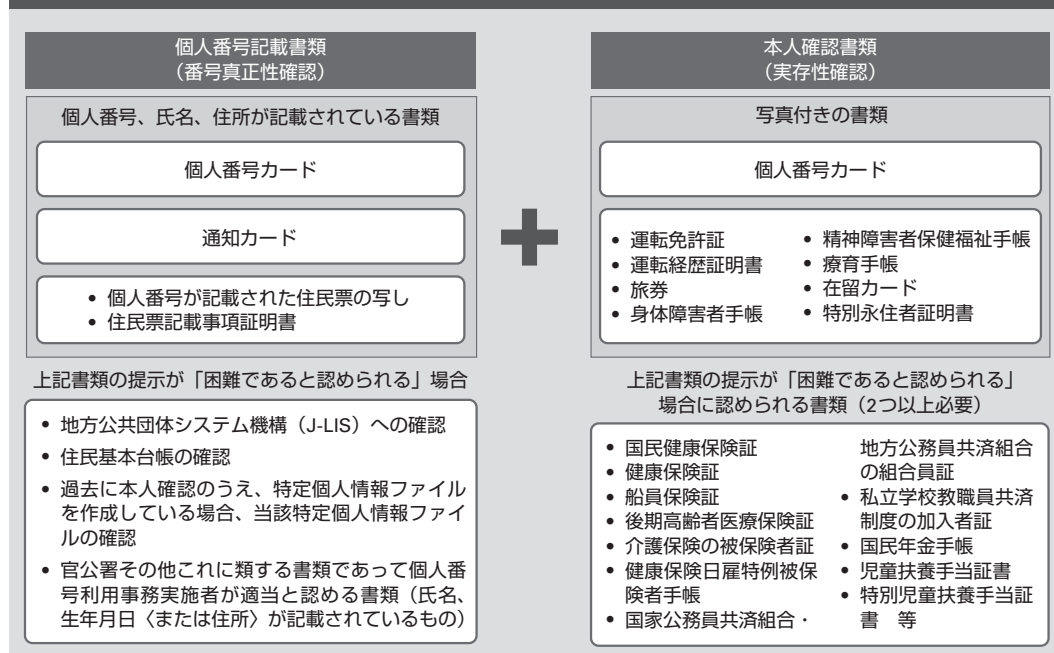 個人番号記載書類
（番号真正性確認）
個人番号、氏名、住所が記載されている書類
個人番号カード
通知カード
• 個人番号が記載された住民票の写し
• 住民票記載事項証明書
上記書類の提示が「困難であると認められる」場合
• 地方公共団体システム機構（J-LIS）への確認
• 住民基本台帳の確認
• 過去に本人確認のうえ、特定個人情報ファイル
を作成している場合、当該特定個人情報ファイ
ルの確認
• 官公署その他これに類する書類であって個人番
号利用事務実施者が適当と認める書類（氏名、
生年月日〈または住所〉が記載されているもの）
本人確認書類
（実存性確認）
写真付きの書類
個人番号カード
• 運転免許証
• 運転経歴証明書
• 旅券
• 身体障害者手帳
• 精神障害者保健福祉手帳
• 療育手帳
• 在留カード
• 特別永住者証明書
上記書類の提示が「困難であると認められる」
場合に認められる書類（2つ以上必要）
• 国民健康保険証
• 健康保険証
• 船員保険証
• 後期高齢者医療保険証
• 介護保険の被保険者証
• 健康保険日雇特例被保
険者手帳
• 国家公務員共済組合・
地方公務員共済組合
の組合員証
• 私立学校教職員共済
制度の加入者証
• 国民年金手帳
• 児童扶養手当証書
• 特別児童扶養手当証
書　等